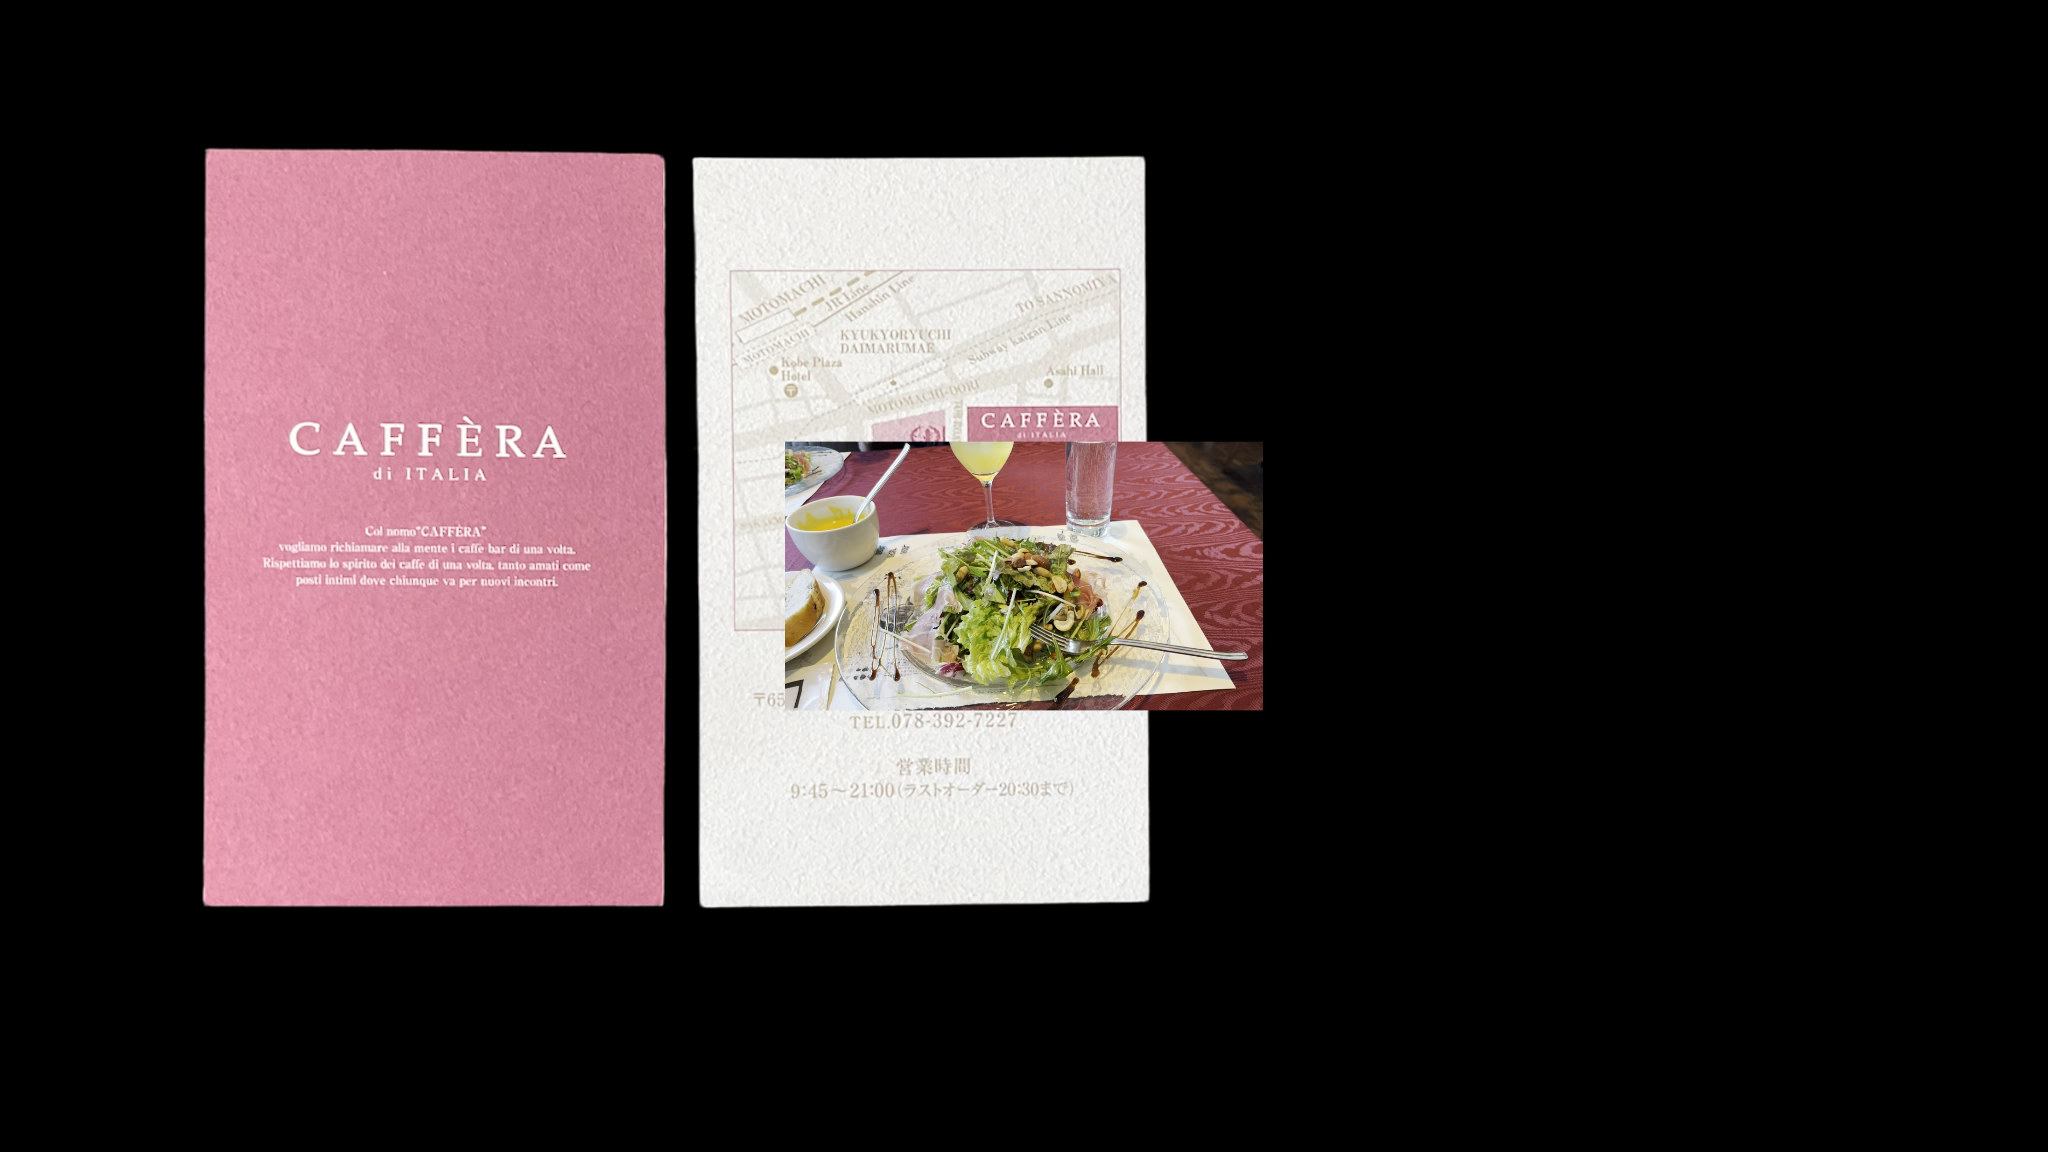 CAFFÈRA
di ITALIA
Col nomo"CAFFÈRA"
vogliamo richiamare alla mente i caffe bar di una volta.
Rispettiamo lo spirito dei caffe di una volta, tanto amati come
posti intimi dove chiunque va per nuovi incontri.
MOTOMACHI
JR Line
Hanshin Line
TO SANNOMIYA
MOTOMACHI
KYUKYORYUCHI
DAIMARUMAE
Subway kaigan Line
Kobe Plaza
Hotel
Asahi Hall
MOTOMACHI-DORI
CAFFÈRA
di ITALIA
〒65
TEL.078-392-7227
営業時間
9:45～21:00(ラストオーダー20:30まで)